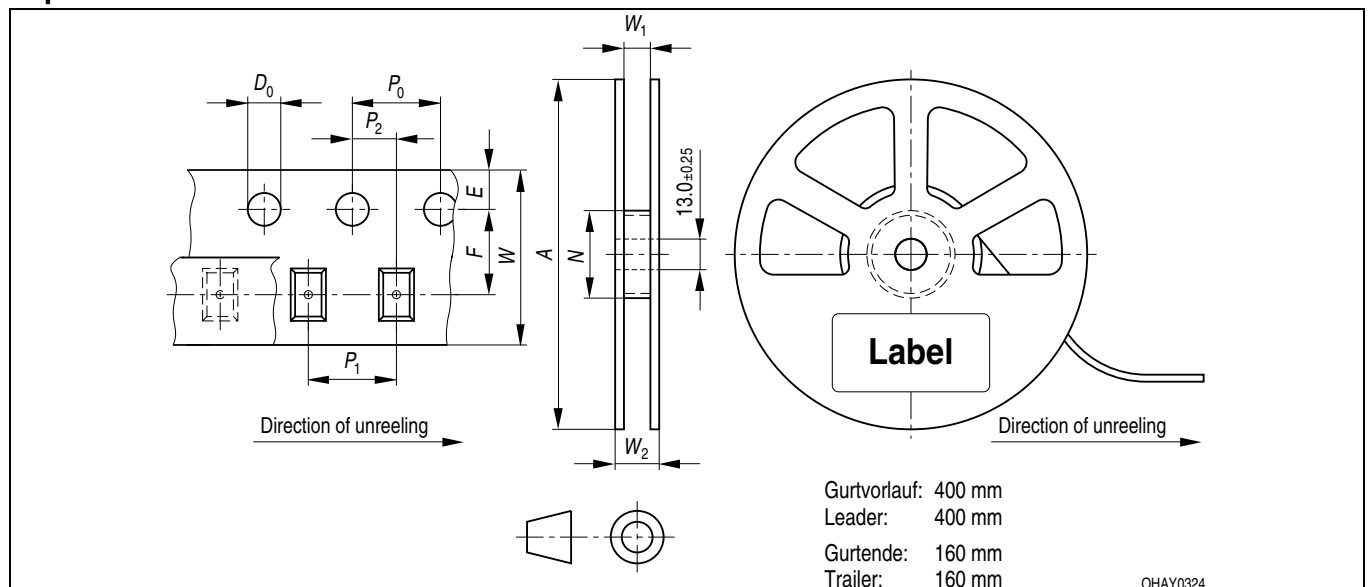 W1
D0
P0
P2
E
F
W
A
N
13.0±0.25
P1
W2
Label
Direction of unreeling
Direction of unreeling
Gurtvorlauf: 400 mm
Leader: 400 mm
Gurtende: 160 mm
Trailer: 160 mm
OHAY0324